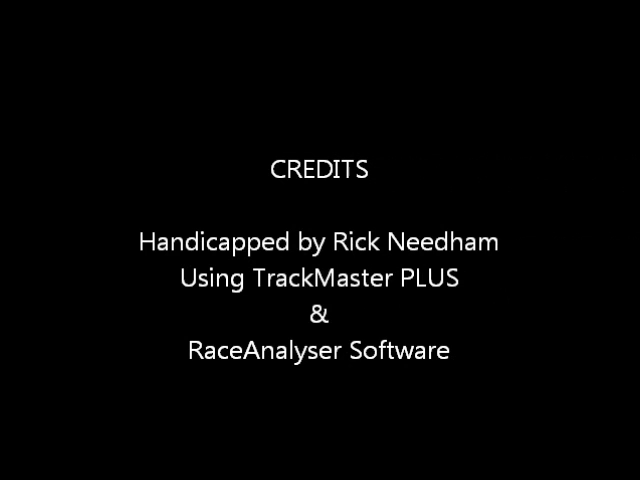 CREDITS
Handicapped by Rick Needham
Using TrackMaster PLUS
&
RaceAnalyser Software